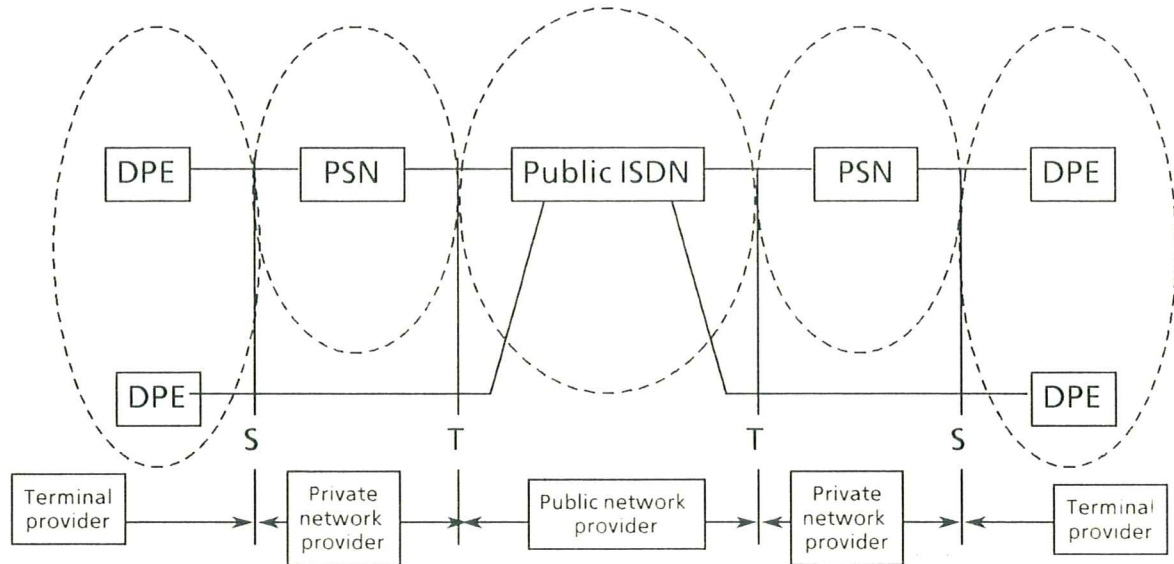 DPE PSN Public ISDN PSN DPE
DPE DPE
S T T S
Terminal
provider
Private
network
provider
Public network
provider
Private
network
provider
Terminal
provider